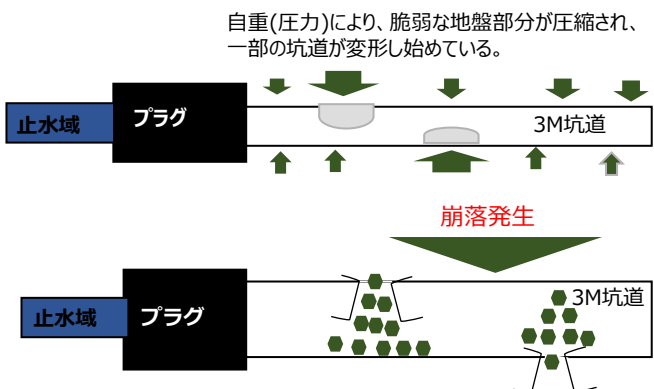 自重(圧力)により、脆弱な地盤部分が圧縮され、
一部の坑道が変形し始めている。
止水域
プラグ
3M坑道
崩落発生
止水域
プラグ
3M坑道